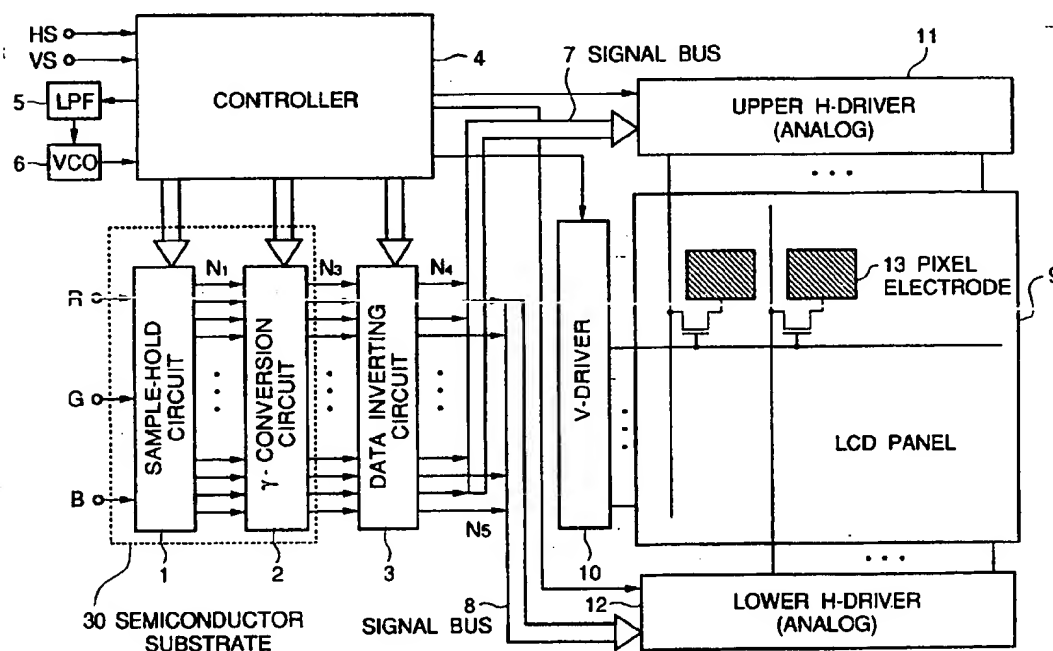 HS
VS
CONTROLLER
4
5
LPF
6
VCO
7 SIGNAL BUS
11
UPPER H-DRIVER
(ANALOG)
R
G
B
N1
N3
N4
N5
SAMPLE-HOLD
CIRCUIT
γ-CONVERSION
CIRCUIT
DATA INVERTING
CIRCUIT
1
2
3
30 SEMICONDUCTOR
SUBSTRATE
V-DRIVER
10
13 PIXEL
ELECTRODE
9
LCD PANEL
8
SIGNAL BUS
12
LOWER H-DRIVER
(ANALOG)